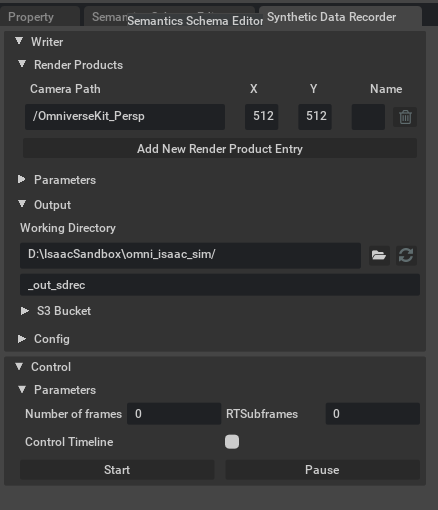 Property
Semantics Schema Editor
Synthetic Data Recorder
Writer
Render Products
Camera Path X Y Name
/OmniverseKit_Persp 512 512
Add New Render Product Entry
Parameters
Output
Working Directory
D:\IsaacSandbox\omni_isaac_sim/
_out_sdrec
S3 Bucket
Config
Control
Parameters
Number of frames 0 RTSubframes 0
Control Timeline
Start Pause